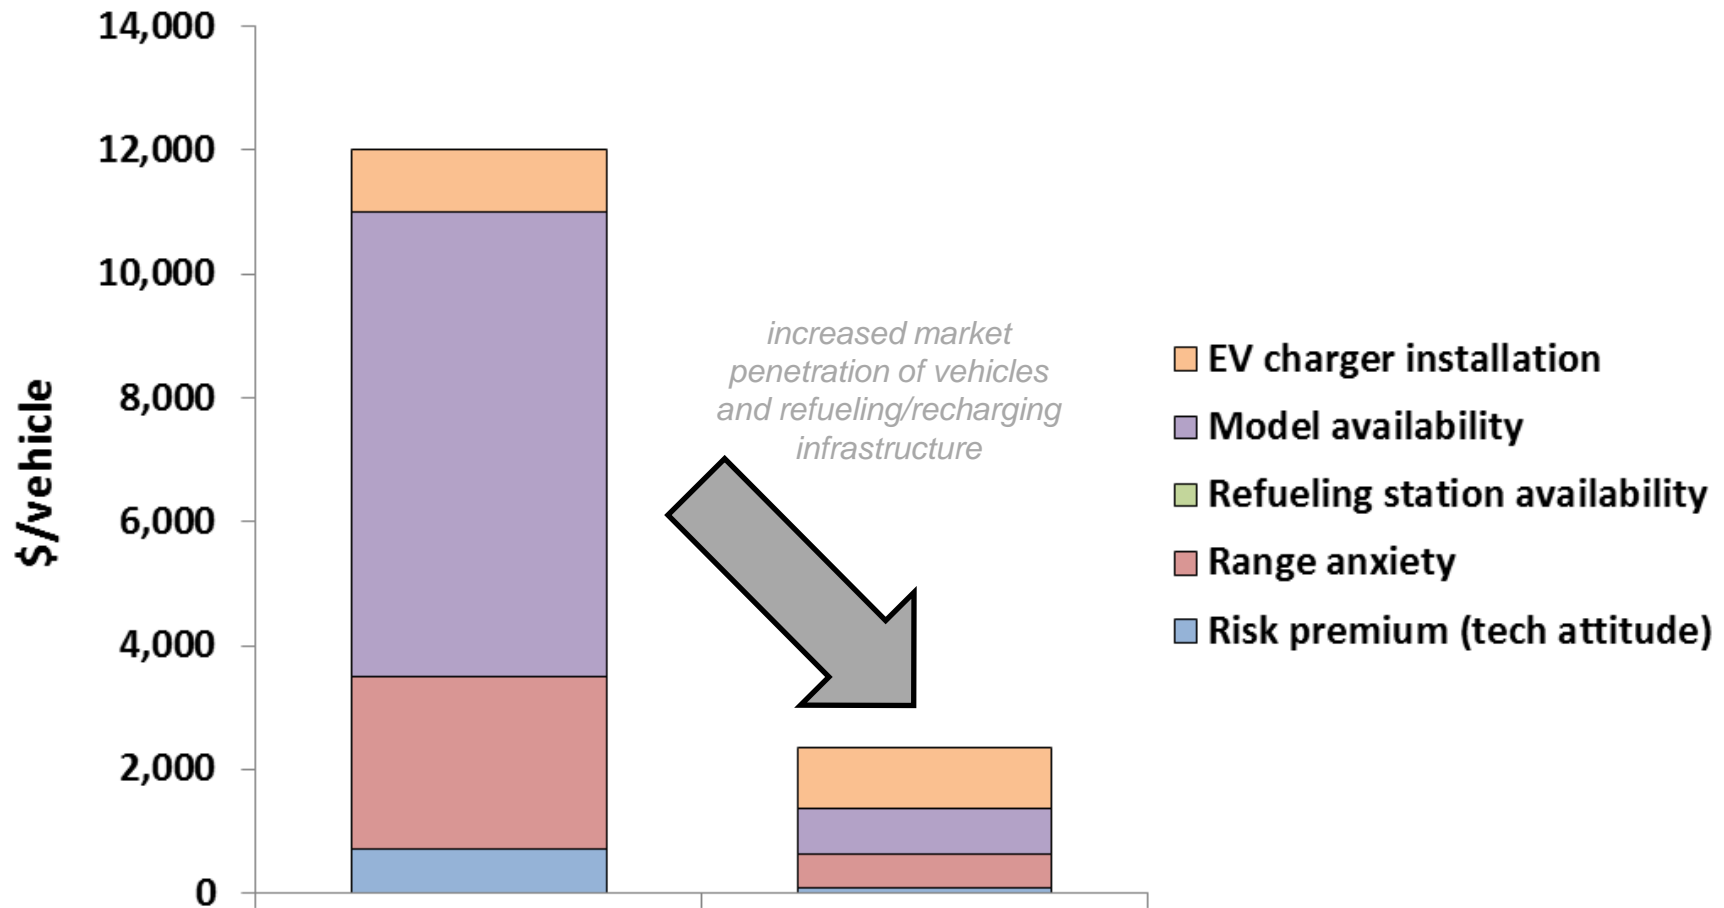 14,000
12,000
10,000
8,000
6,000
4,000
2,000
0
$/vehicle
increased market
penetration of vehicles
and refueling/recharging
infrastructure
EV charger installation
Model availability
Refueling station availability
Range anxiety
Risk premium (tech attitude)